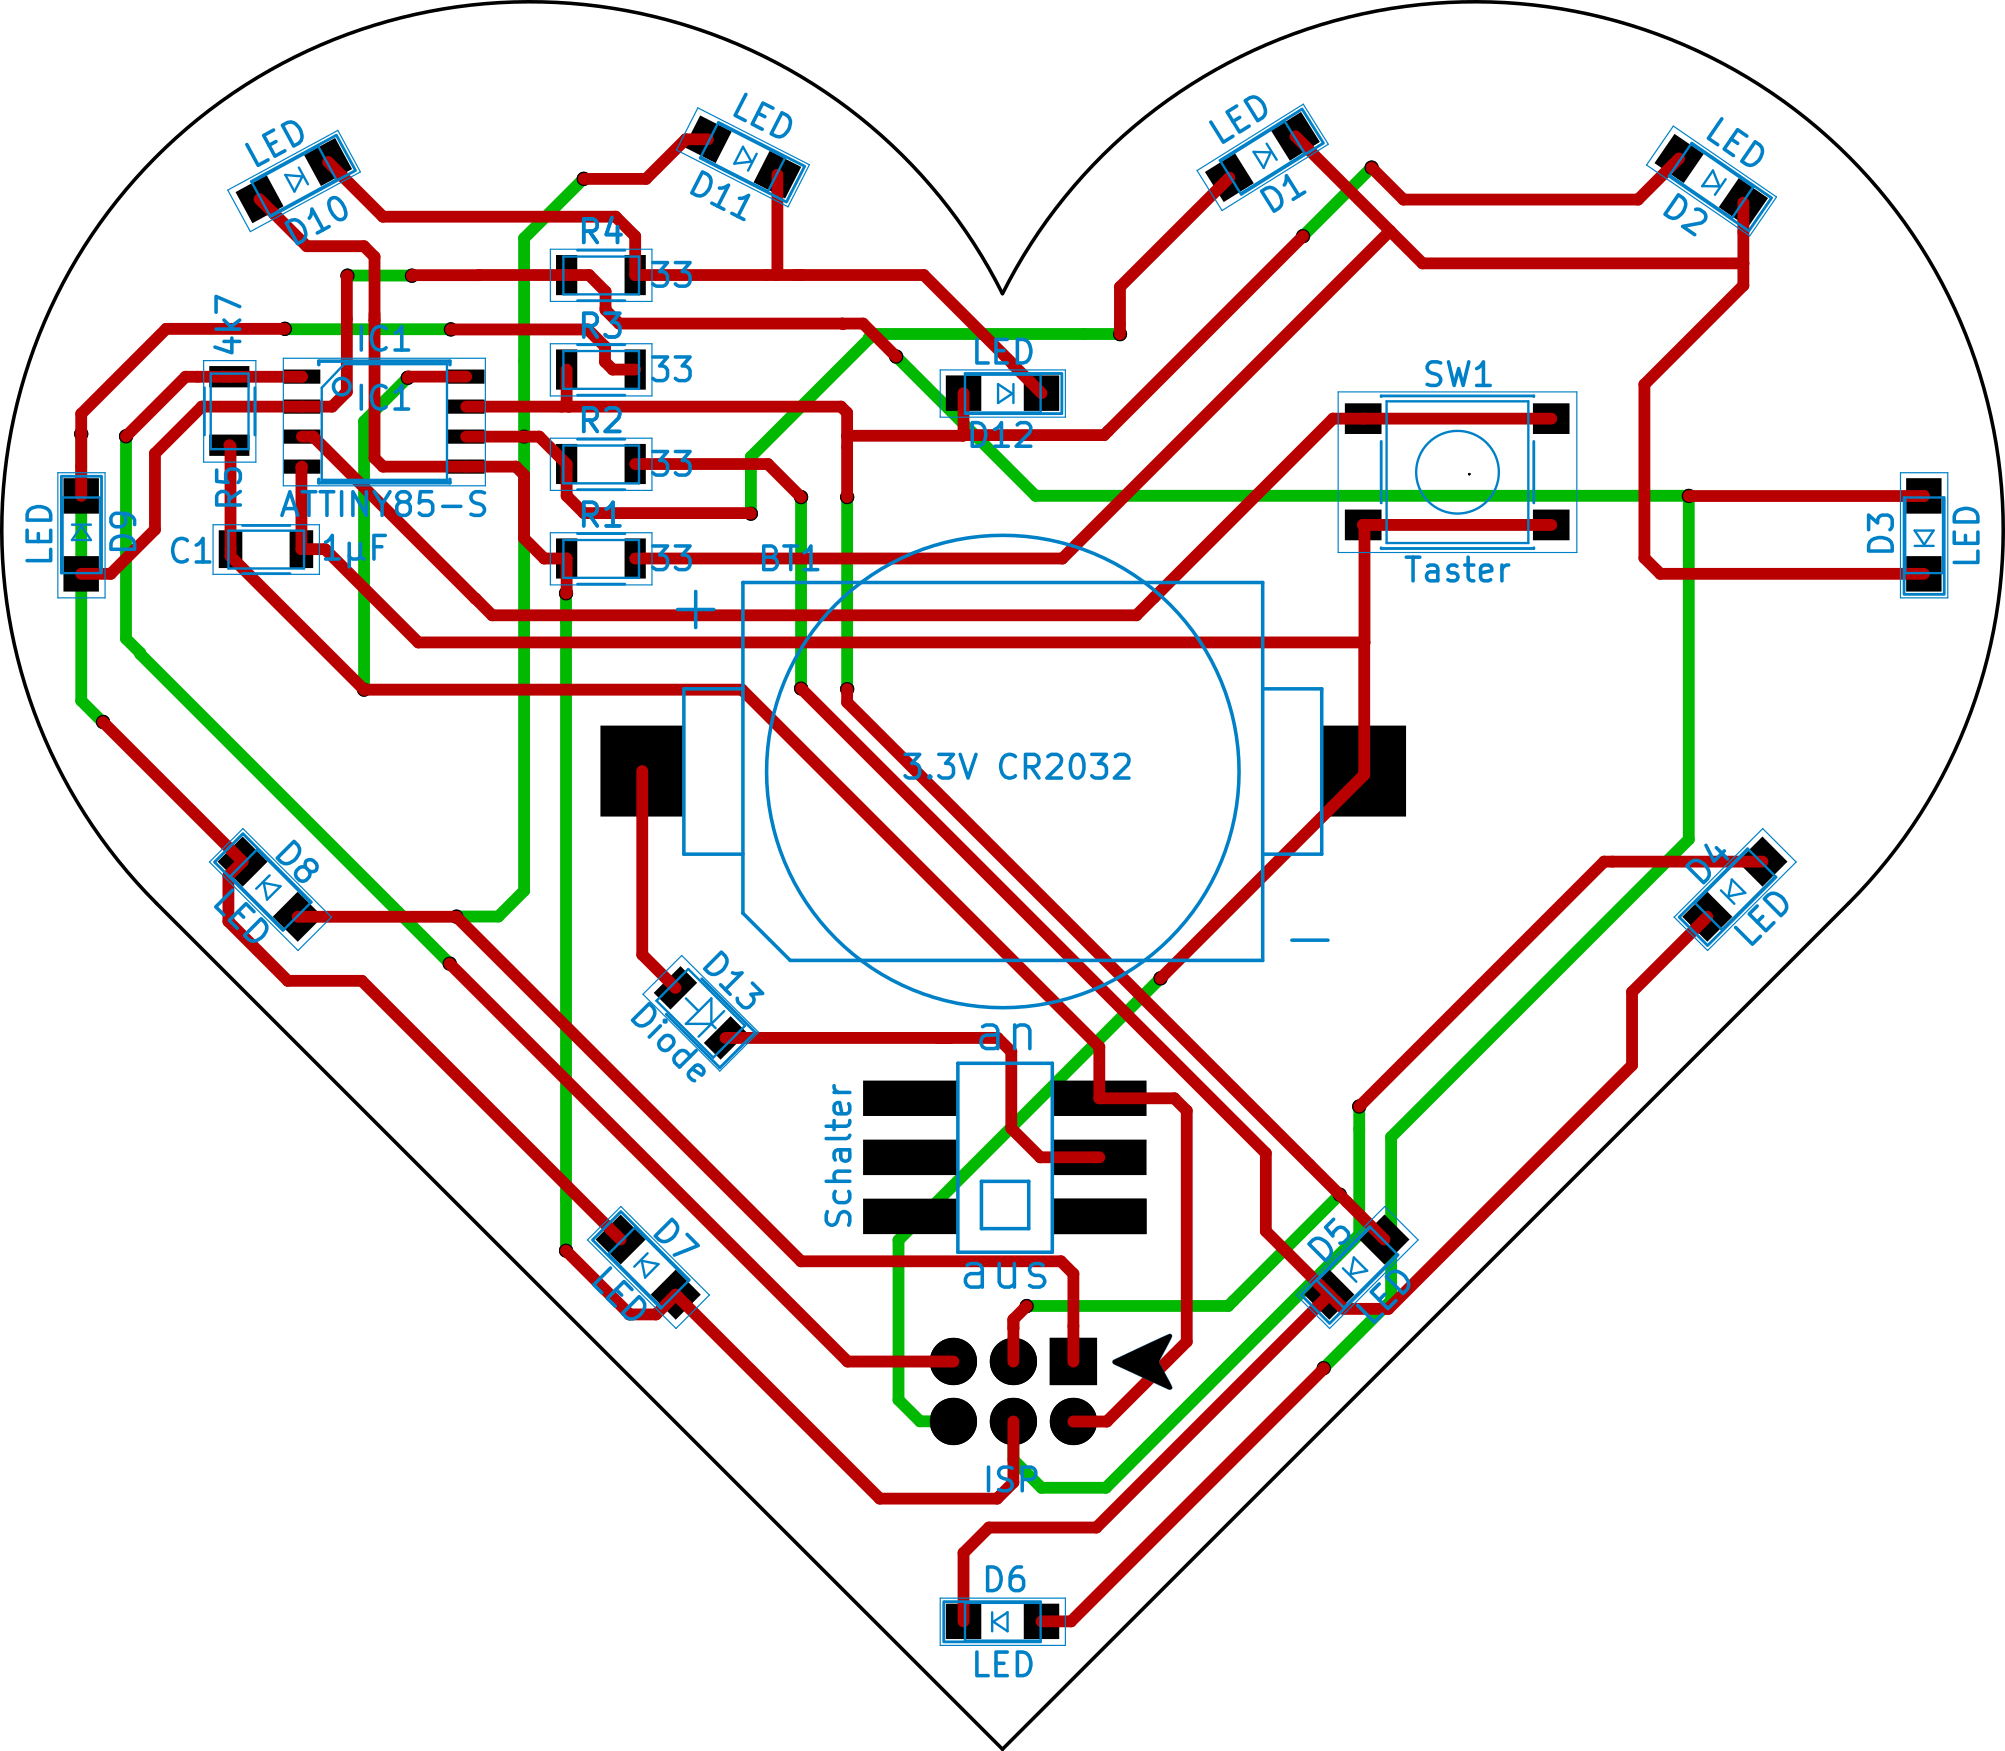 LED
D10
LED
D11
LED
D1
LED
D2
R4
33
4k7
R5
IC1
IC1
ATTINY85-S
R3
33
R2
33
R1
33
LED
D12
SW1
Taster
LED
D9
C1
1µF
D3
LED
BT1
+
3.3V CR2032
−
D8
LED
D4
LED
D13
Diode
an
Schalter
aus
D7
LED
D5
LED
ISP
D6
LED